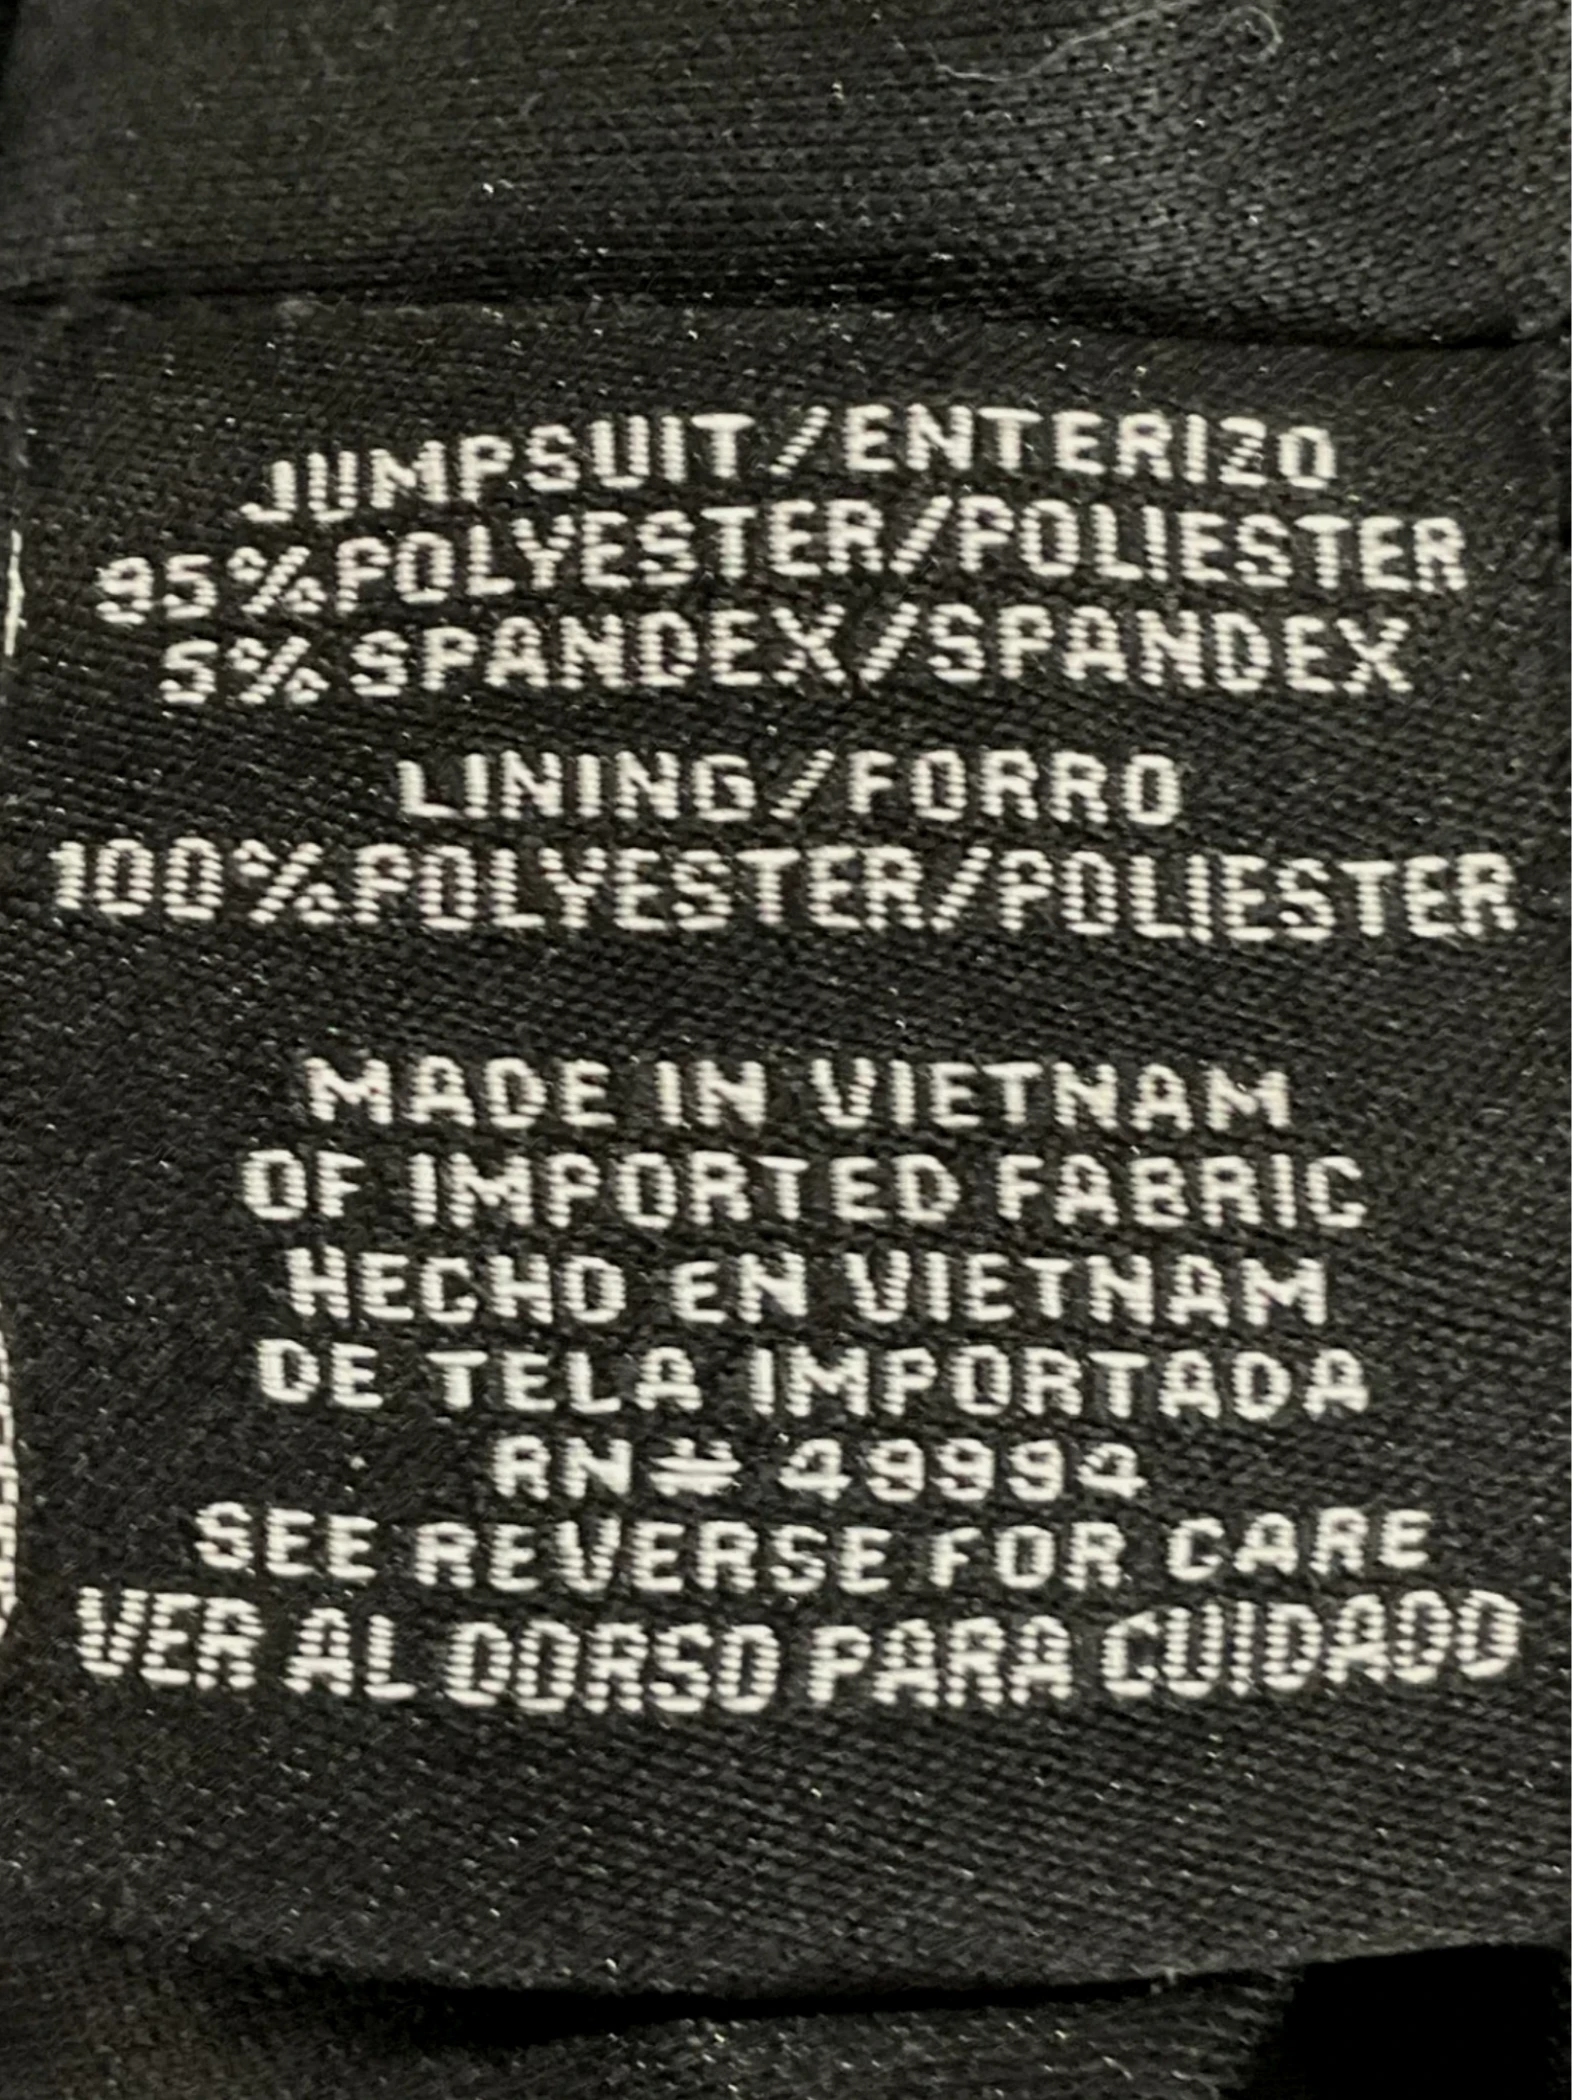 JUMPSUIT/ENTERIZO
95%POLYESTER/POLIESTER
5%SPANDEX/SPANDEX
LINING/FORRO
100%POLYESTER/POLIESTER
MADE IN VIETNAM
OF IMPORTED FABRIC
HECHO EN VIETNAM
DE TELA IMPORTADA
RN# 49994
SEE REVERSE FOR CARE
VER AL DORSO PARA CUIDADO